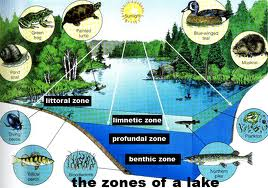 Sunlight
Green frog
Painted turtle
Blue-winged teal
Muskrat
Pond snail
littoral zone
limnetic zone
profundal zone
benthic zone
Diving beetle
Plankton
Yellow perch
Bloodworms
Northern pike
the zones of a lake